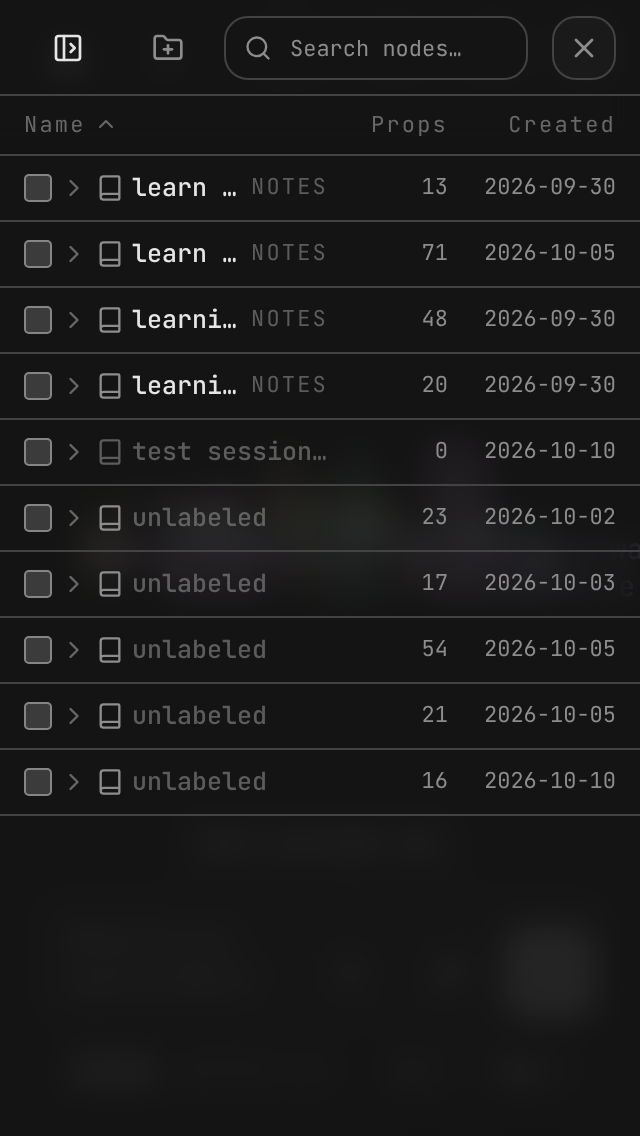 Search nodes…
Name Props Created
learn … NOTES 13 2026-09-30
learn … NOTES 71 2026-10-05
learni… NOTES 48 2026-09-30
learni… NOTES 20 2026-09-30
test session… 0 2026-10-10
unlabeled 23 2026-10-02
unlabeled 17 2026-10-03
unlabeled 54 2026-10-05
unlabeled 21 2026-10-05
unlabeled 16 2026-10-10